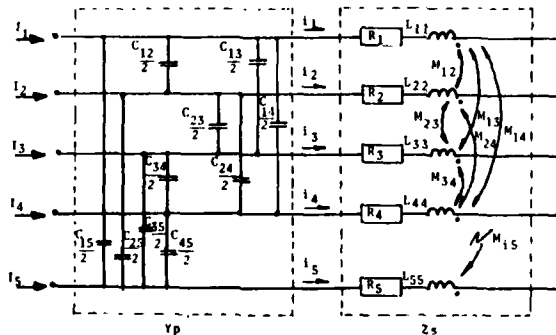 I1 i1 R1 L11
C12/2 C13/2 M12
I2 i2 R2 L22
C23/2 C14/2 M23 M13 M24 M14
I3 i3 R3 L33
C34/2 C24/2 M34
I4 i4 R4 L44
C15/2 C25/2 C35/2 C45/2 Mi5
I5 i5 R5 L55
Yp Zs